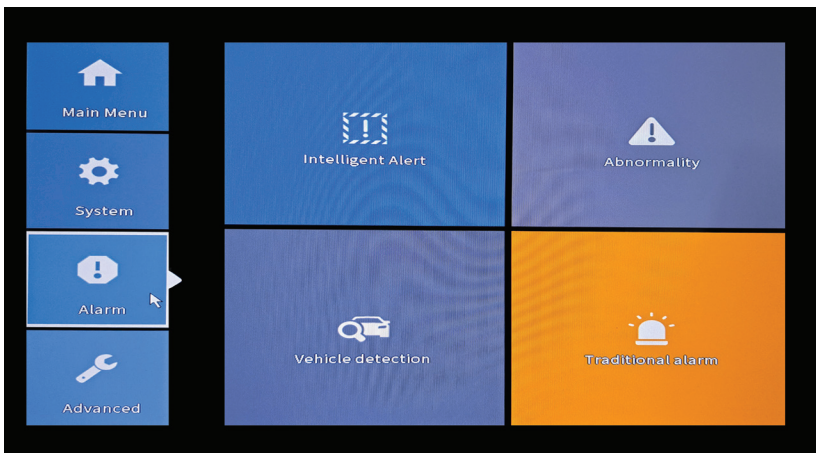 Main Menu
System
Alarm
Advanced
Intelligent Alert
Abnormality
Vehicle detection
Traditional alarm